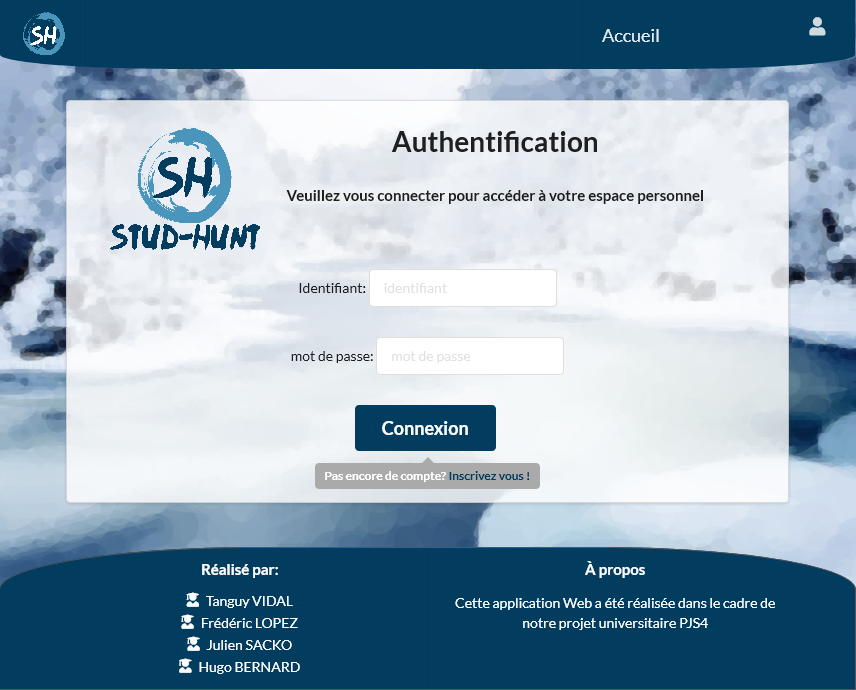 SH
Accueil
SH
STUD-HUNT
Authentification
Veuillez vous connecter pour accéder à votre espace personnel
Identifiant: identifiant
mot de passe: mot de passe
Connexion
Pas encore de compte? Inscrivez vous !
Réalisé par:
Tanguy VIDAL
Frédéric LOPEZ
Julien SACKO
Hugo BERNARD
À propos
Cette application Web a été réalisée dans le cadre de
notre projet universitaire PJS4